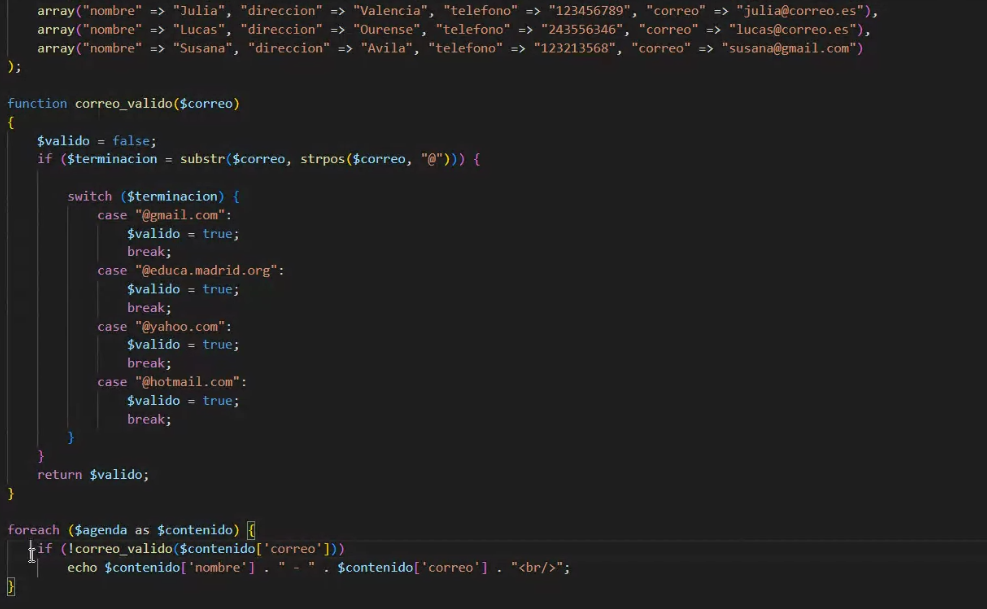 array("nombre" => "Julia", "direccion" => "Valencia", "telefono" => "123456789", "correo" => "julia@correo.es"),
array("nombre" => "Lucas", "direccion" => "Ourense", "telefono" => "243556346", "correo" => "lucas@correo.es"),
array("nombre" => "Susana", "direccion" => "Avila", "telefono" => "123213568", "correo" => "susana@gmail.com")
);
function correo_valido($correo)
{
$valido = false;
if ($terminacion = substr($correo, strpos($correo, "@"))) {
switch ($terminacion) {
case "@gmail.com":
$valido = true;
break;
case "@educa.madrid.org":
$valido = true;
break;
case "@yahoo.com":
$valido = true;
break;
case "@hotmail.com":
$valido = true;
break;
}
}
return $valido;
}
foreach ($agenda as $contenido) {
if (!correo_valido($contenido['correo']))
echo $contenido['nombre'] . " - " . $contenido['correo'] . "<br/>";
}